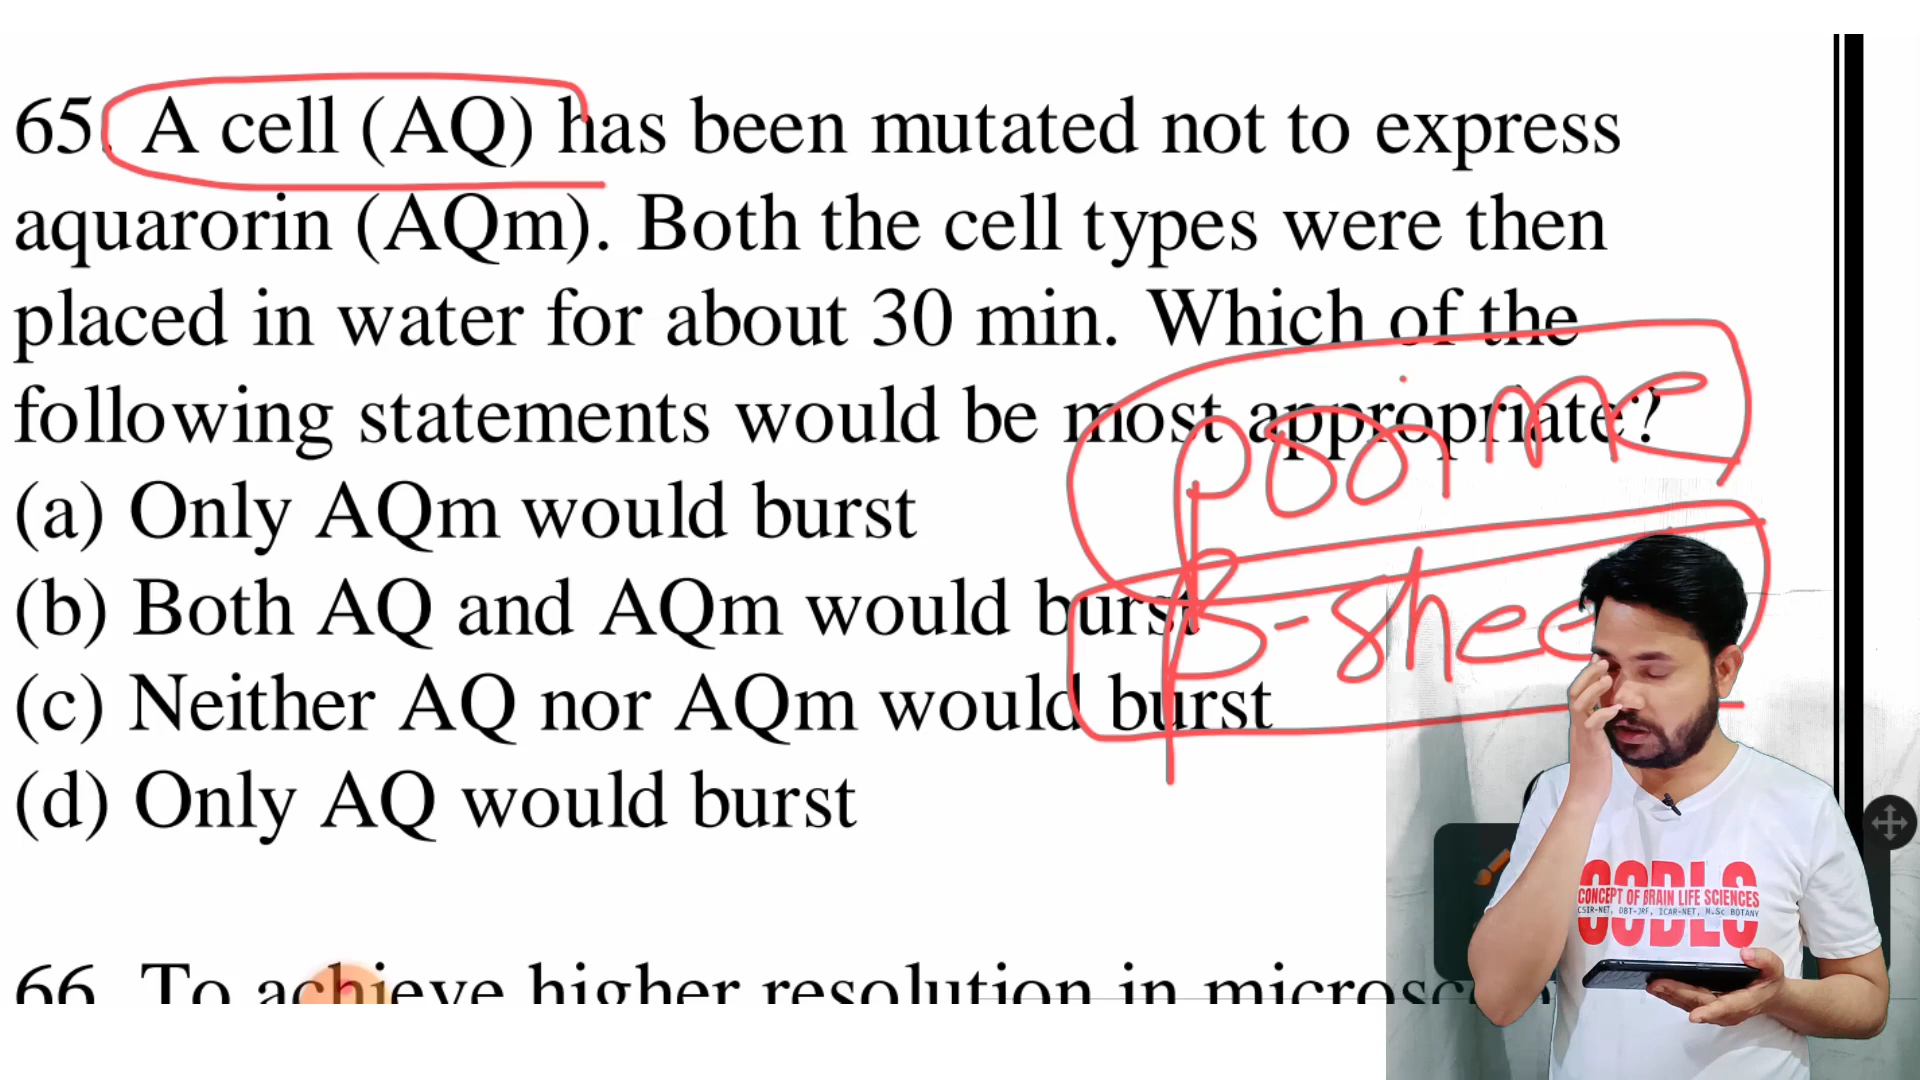 65. A cell (AQ) has been mutated not to express
aquarorin (AQm). Both the cell types were then
placed in water for about 30 min. Which of the
following statements would be most appropriate?
(a) Only AQm would burst
(b) Both AQ and AQm would burst
(c) Neither AQ nor AQm would burst
(d) Only AQ would burst
β-shee
CONCEPT OF BRAIN LIFE SCIENCES
CSIR-NET, DBT-JRF, ICAR-NET, M.Sc BOTANY
66. To achieve higher resolution in